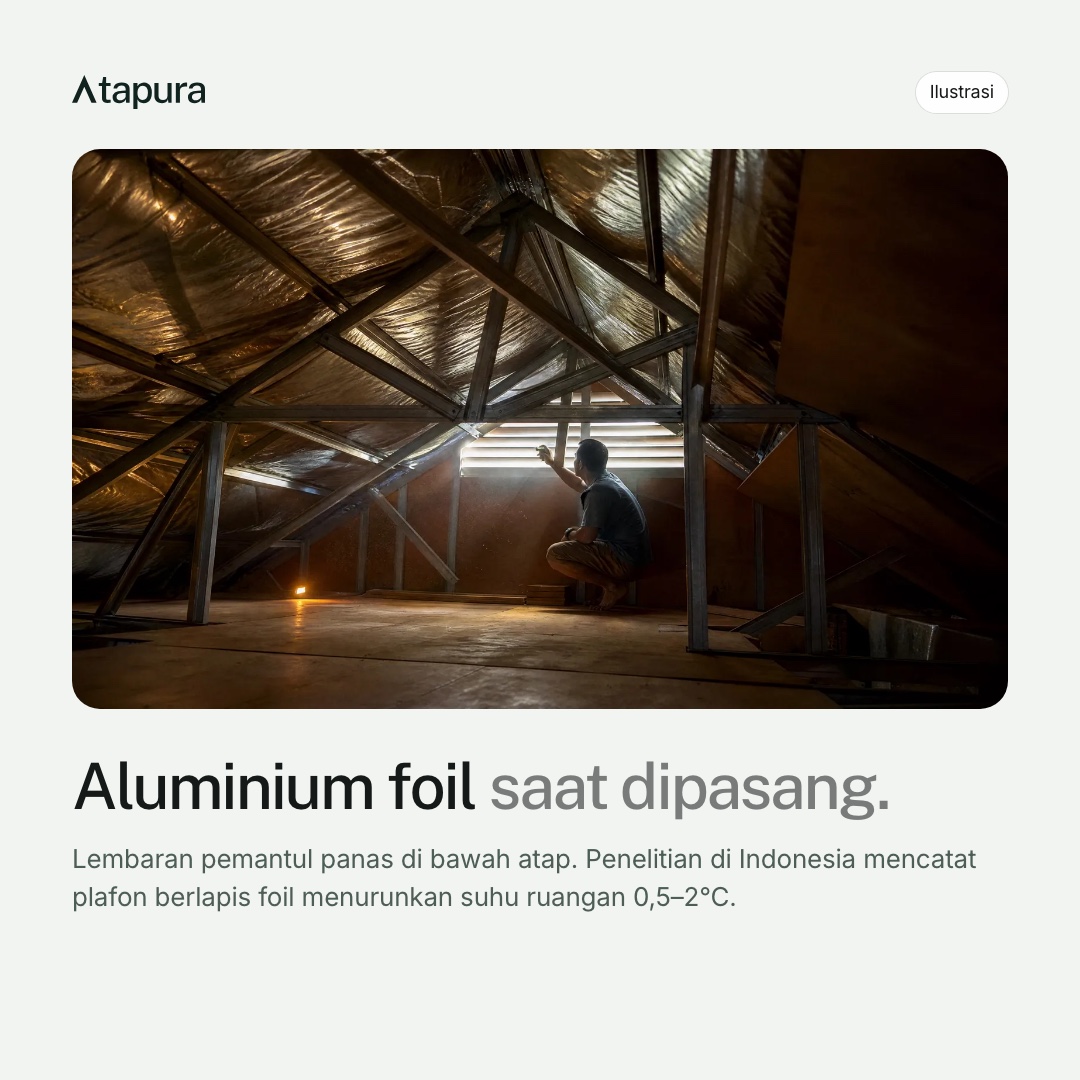 Atapura
Ilustrasi
Aluminium foil saat dipasang.
Lembaran pemantul panas di bawah atap. Penelitian di Indonesia mencatat
plafon berlapis foil menurunkan suhu ruangan 0,5–2°C.